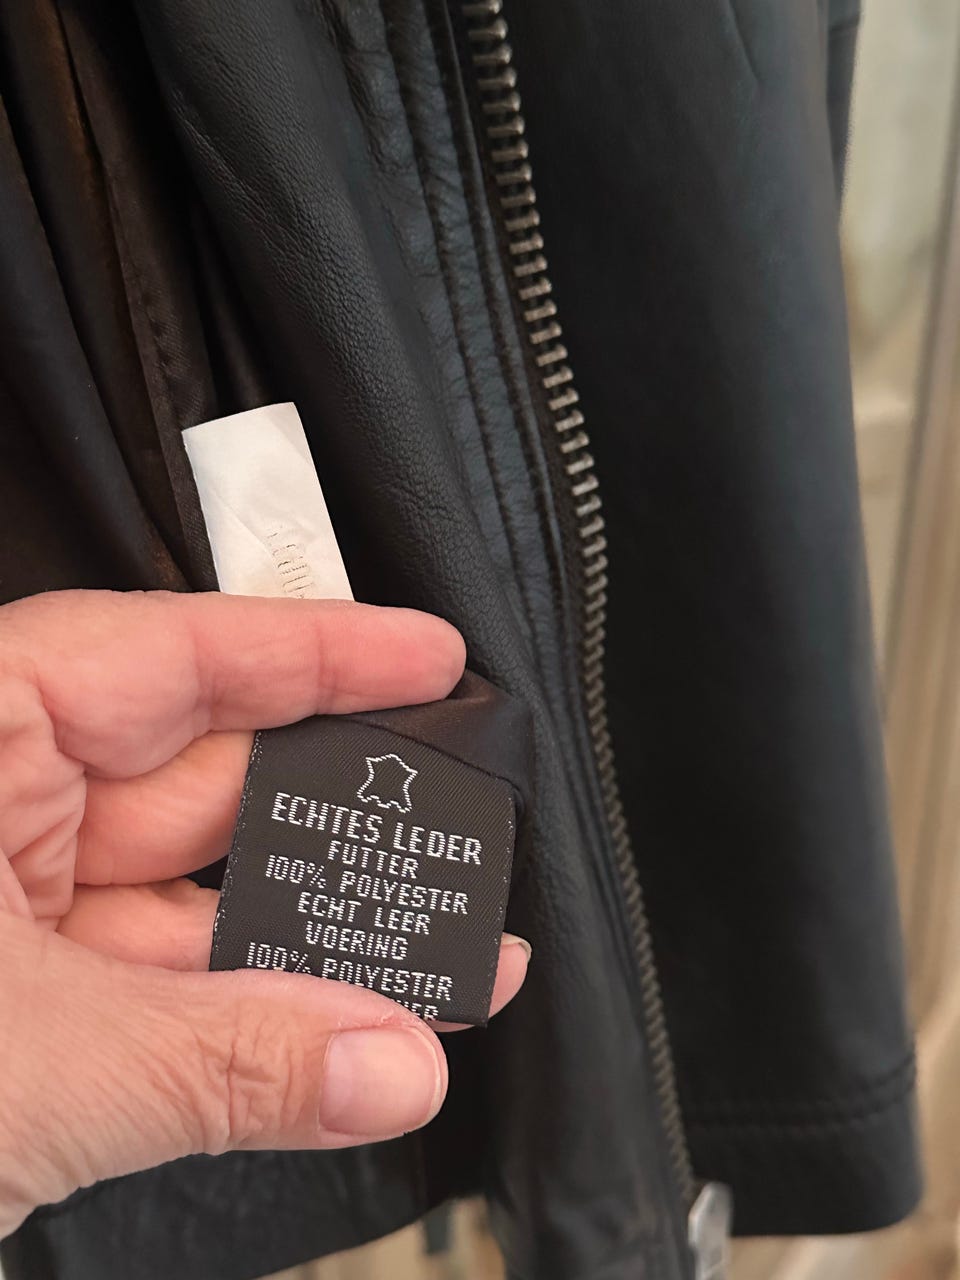 ECHTES LEDER
FUTTER
100% POLYESTER
ECHT LEER
VOERING
100% POLYESTER